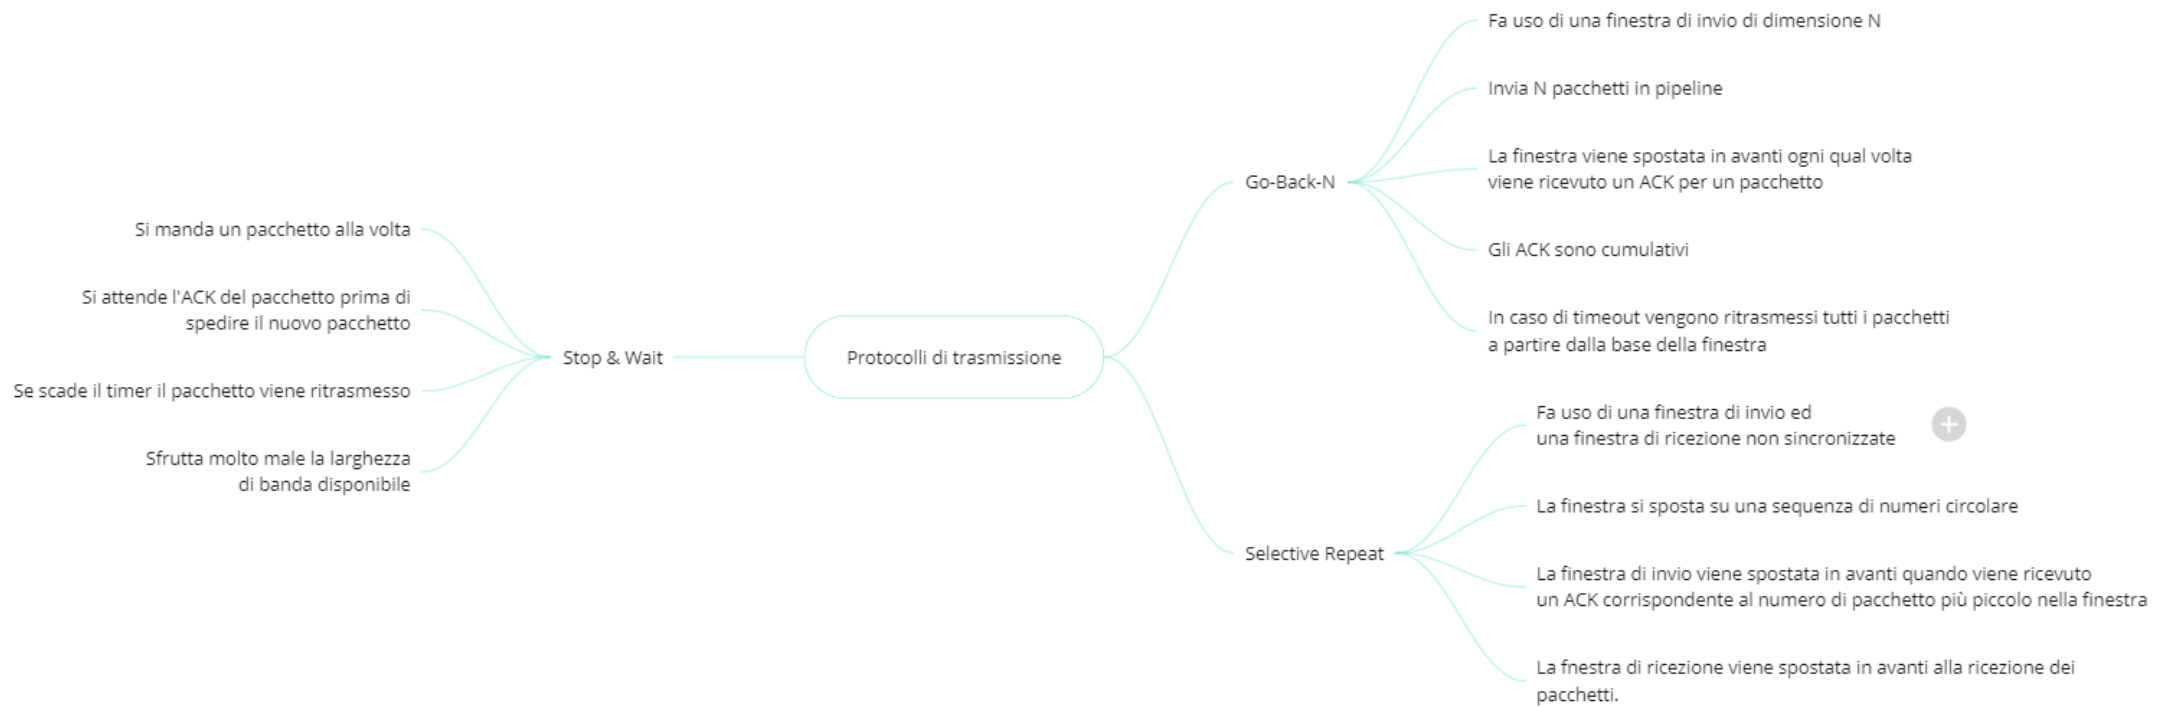 Protocolli di trasmissione
Stop & Wait
Si manda un pacchetto alla volta
Si attende l'ACK del pacchetto prima di
spedire il nuovo pacchetto
Se scade il timer il pacchetto viene ritrasmesso
Sfrutta molto male la larghezza
di banda disponibile
Go-Back-N
Fa uso di una finestra di invio di dimensione N
Invia N pacchetti in pipeline
La finestra viene spostata in avanti ogni qual volta
viene ricevuto un ACK per un pacchetto
Gli ACK sono cumulativi
In caso di timeout vengono ritrasmessi tutti i pacchetti
a partire dalla base della finestra
Selective Repeat
Fa uso di una finestra di invio ed
una finestra di ricezione non sincronizzate
La finestra si sposta su una sequenza di numeri circolare
La finestra di invio viene spostata in avanti quando viene ricevuto
un ACK corrispondente al numero di pacchetto più piccolo nella finestra
La fnestra di ricezione viene spostata in avanti alla ricezione dei
pacchetti.